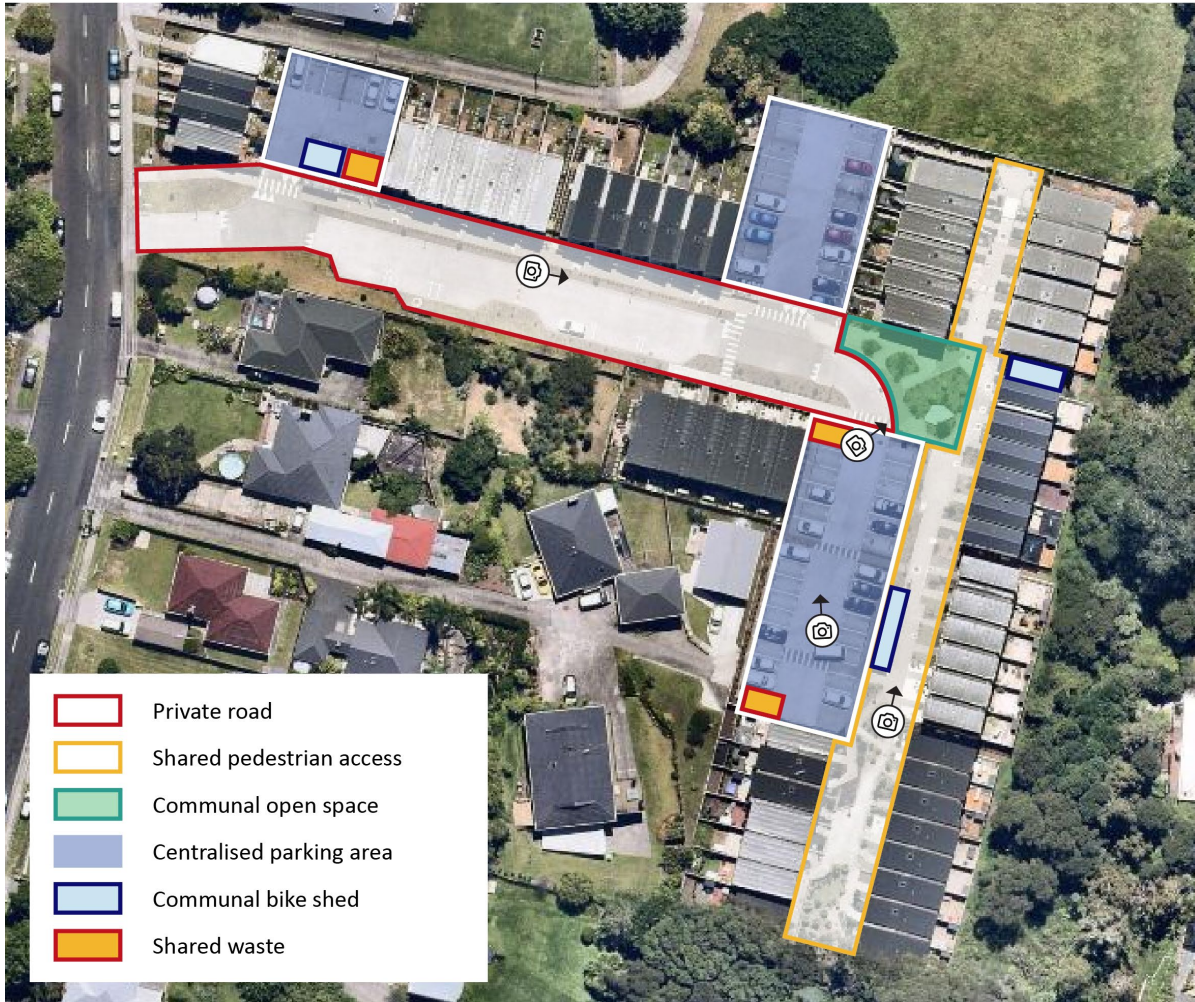 Private road
Shared pedestrian access
Communal open space
Centralised parking area
Communal bike shed
Shared waste